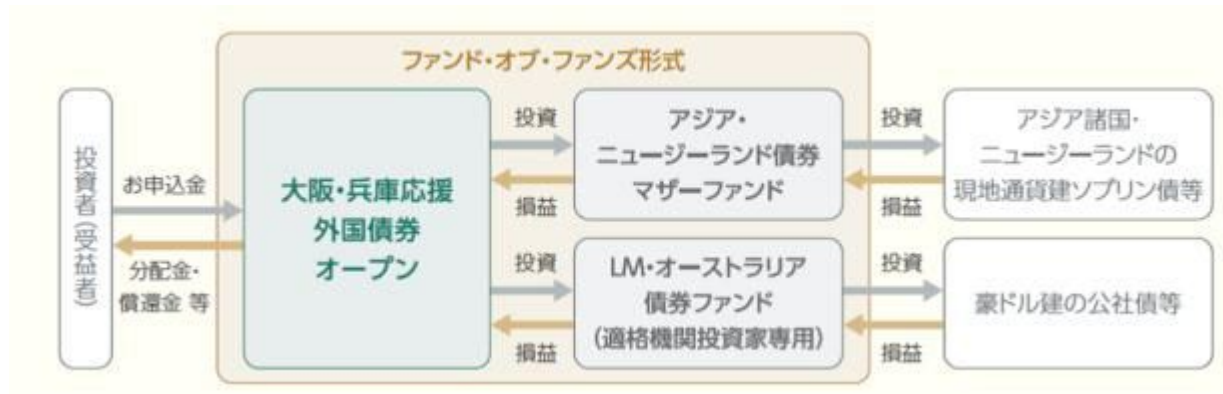 ファンド・オブ・ファンズ形式
投資者(受益者)
お申込金
分配金・
償還金 等
大阪・兵庫応援
外国債券
オープン
投資
損益
アジア・
ニュージーランド債券
マザーファンド
投資
損益
アジア諸国・
ニュージーランドの
現地通貨建ソブリン債等
投資
損益
LM・オーストラリア
債券ファンド
(適格機関投資家専用)
投資
損益
豪ドル建の公社債等